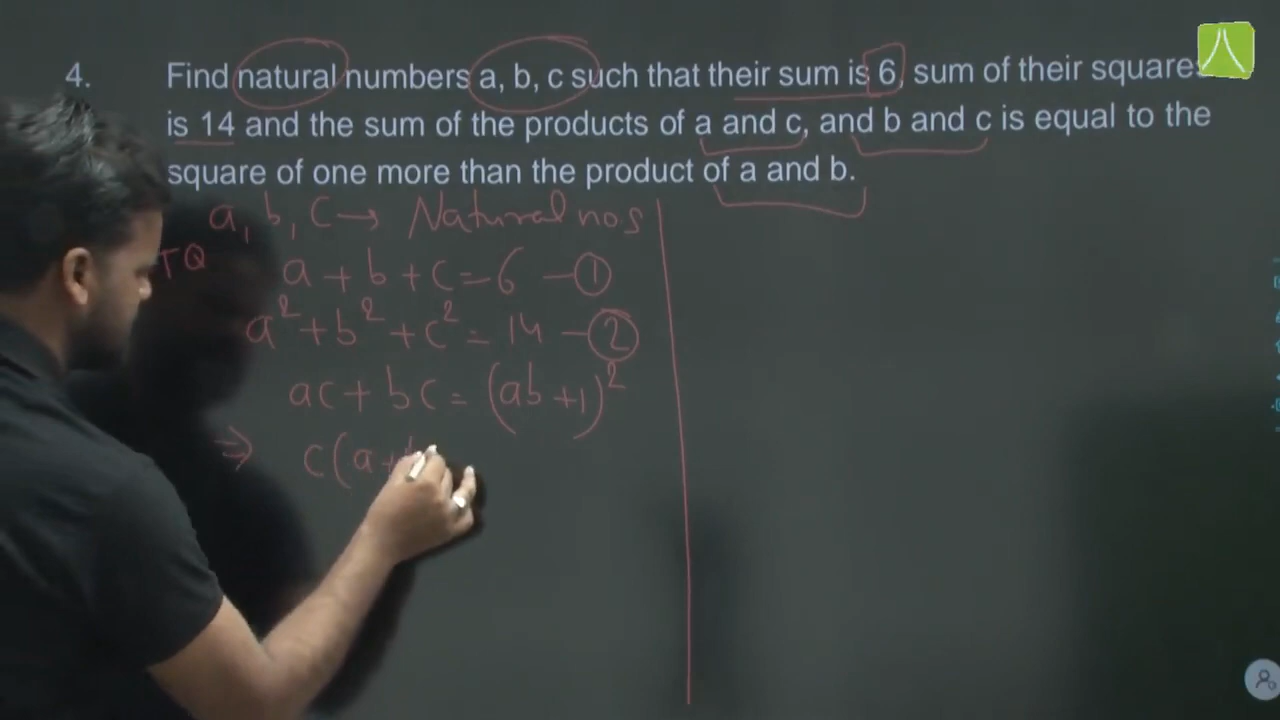 4. Find natural numbers a, b, c such that their sum is 6, sum of their squares
is 14 and the sum of the products of a and c, and b and c is equal to the
square of one more than the product of a and b.
a, b, c → Natural nos
TQ a + b + c = 6 — ①
a² + b² + c² = 14 — ②
ac + bc = (ab + 1)²
⇒ c(a +